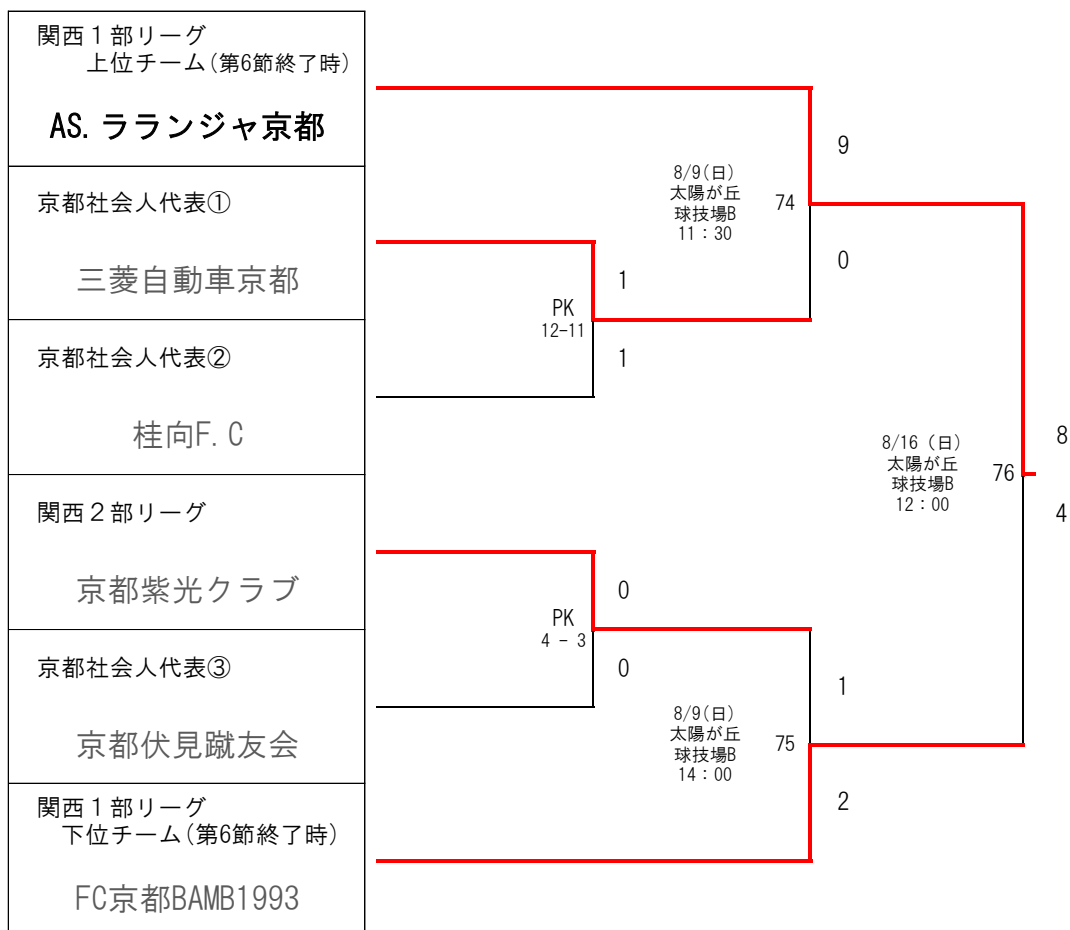 関西１部リーグ
上位チーム(第6節終了時)
AS.ラランジャ京都
京都社会人代表①
三菱自動車京都
京都社会人代表②
桂向F.C
関西２部リーグ
京都紫光クラブ
京都社会人代表③
京都伏見蹴友会
関西１部リーグ
下位チーム(第6節終了時)
FC京都BAMB1993
PK
12-11
1
1
PK
4 - 3
0
0
8/9(日)
太陽が丘
球技場B
11：30
74
9
0
8/9(日)
太陽が丘
球技場B
14：00
75
1
2
8/16（日）
太陽が丘
球技場B
12：00
76
8
4